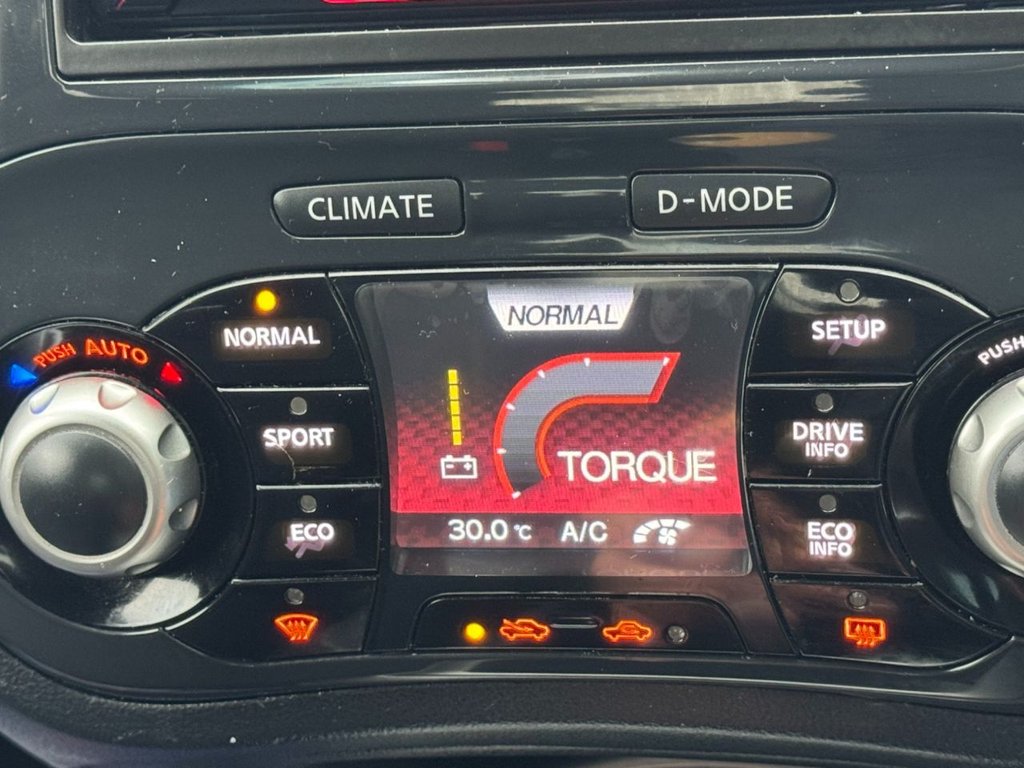 CLIMATE
D-MODE
PUSH AUTO
NORMAL
NORMAL
SETUP
PUSH
SPORT
DRIVE
INFO
TORQUE
ECO
30.0 ℃ A/C
ECO
INFO